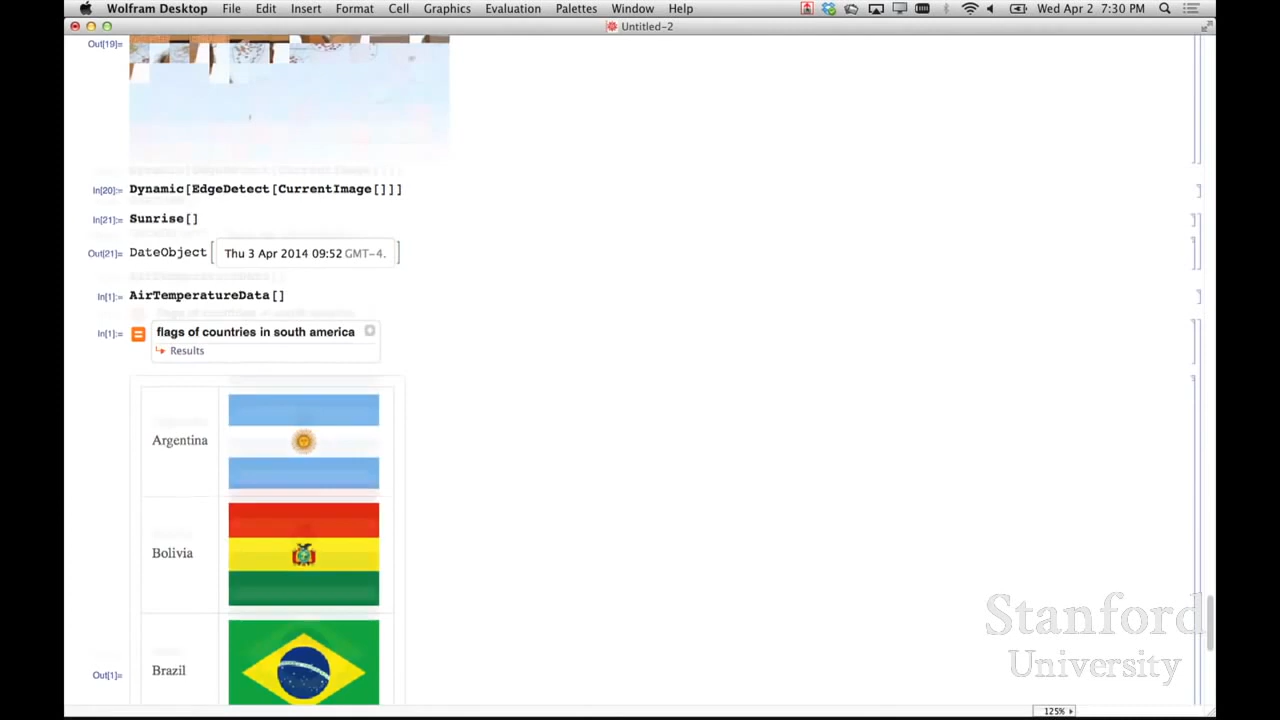 Wolfram Desktop File Edit Insert Format Cell Graphics Evaluation Palettes Window Help Wed Apr 2 7:30 PM
Untitled-2
Out[19]=
In[20]:= Dynamic[EdgeDetect[CurrentImage[]]]
In[21]:= Sunrise[]
Out[21]= DateObject[Thu 3 Apr 2014 09:52 GMT-4.]
In[1]:= AirTemperatureData[]
In[1]:= flags of countries in south america
Results
Argentina
Bolivia
Brazil
Out[1]=
Stanford
University
125%